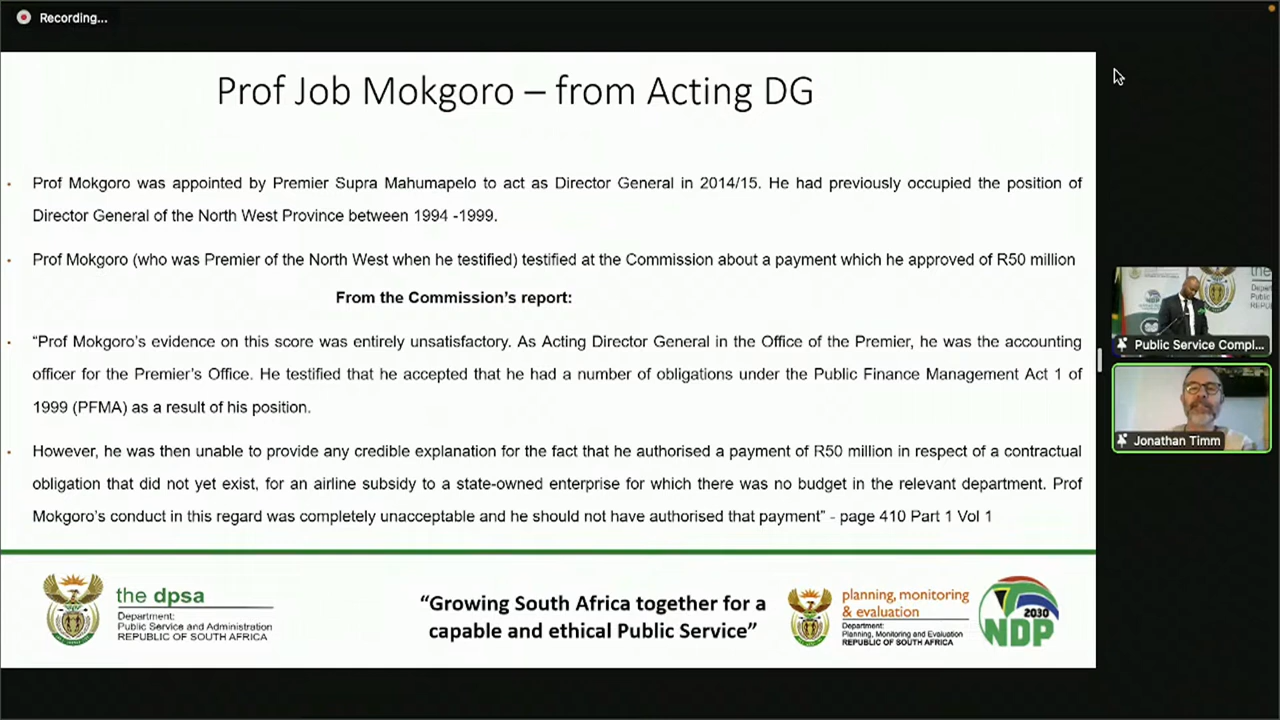 Recording...
Prof Job Mokgoro – from Acting DG
Prof Mokgoro was appointed by Premier Supra Mahumapelo to act as Director General in 2014/15. He had previously occupied the position of
Director General of the North West Province between 1994 -1999.
Prof Mokgoro (who was Premier of the North West when he testified) testified at the Commission about a payment which he approved of R50 million
From the Commission's report:
“Prof Mokgoro's evidence on this score was entirely unsatisfactory. As Acting Director General in the Office of the Premier, he was the accounting
officer for the Premier's Office. He testified that he accepted that he had a number of obligations under the Public Finance Management Act 1 of
1999 (PFMA) as a result of his position.
However, he was then unable to provide any credible explanation for the fact that he authorised a payment of R50 million in respect of a contractual
obligation that did not yet exist, for an airline subsidy to a state-owned enterprise for which there was no budget in the relevant department. Prof
Mokgoro's conduct in this regard was completely unacceptable and he should not have authorised that payment” - page 410 Part 1 Vol 1
the dpsa
Department:
Public Service and Administration
REPUBLIC OF SOUTH AFRICA
“Growing South Africa together for a
capable and ethical Public Service”
planning, monitoring
& evaluation
Department:
Planning, Monitoring and Evaluation
REPUBLIC OF SOUTH AFRICA
2030
NDP
NDP
Public Service Compl...
Jonathan Timm